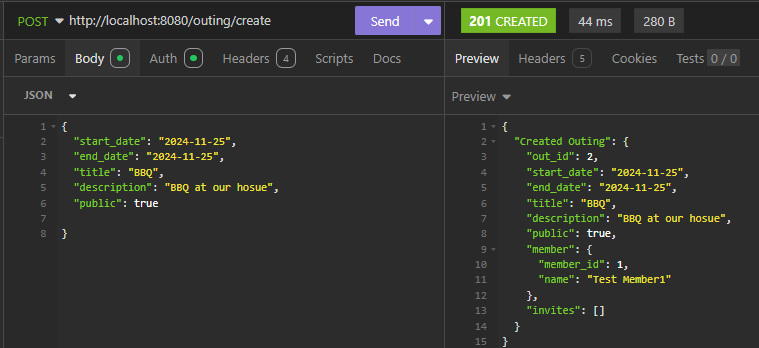 POST http://localhost:8080/outing/create Send 201 CREATED 44 ms 280 B
Params Body Auth Headers 4 Scripts Docs
Preview Headers 5 Cookies Tests 0 / 0
JSON
Preview
1 {
2 "start_date": "2024-11-25",
3 "end_date": "2024-11-25",
4 "title": "BBQ",
5 "description": "BBQ at our hosue",
6 "public": true
7
8 }
1 {
2 "Created Outing": {
3 "out_id": 2,
4 "start_date": "2024-11-25",
5 "end_date": "2024-11-25",
6 "title": "BBQ",
7 "description": "BBQ at our hosue",
8 "public": true,
9 "member": {
10 "member_id": 1,
11 "name": "Test Member1"
12 },
13 "invites": []
14 }
15 }